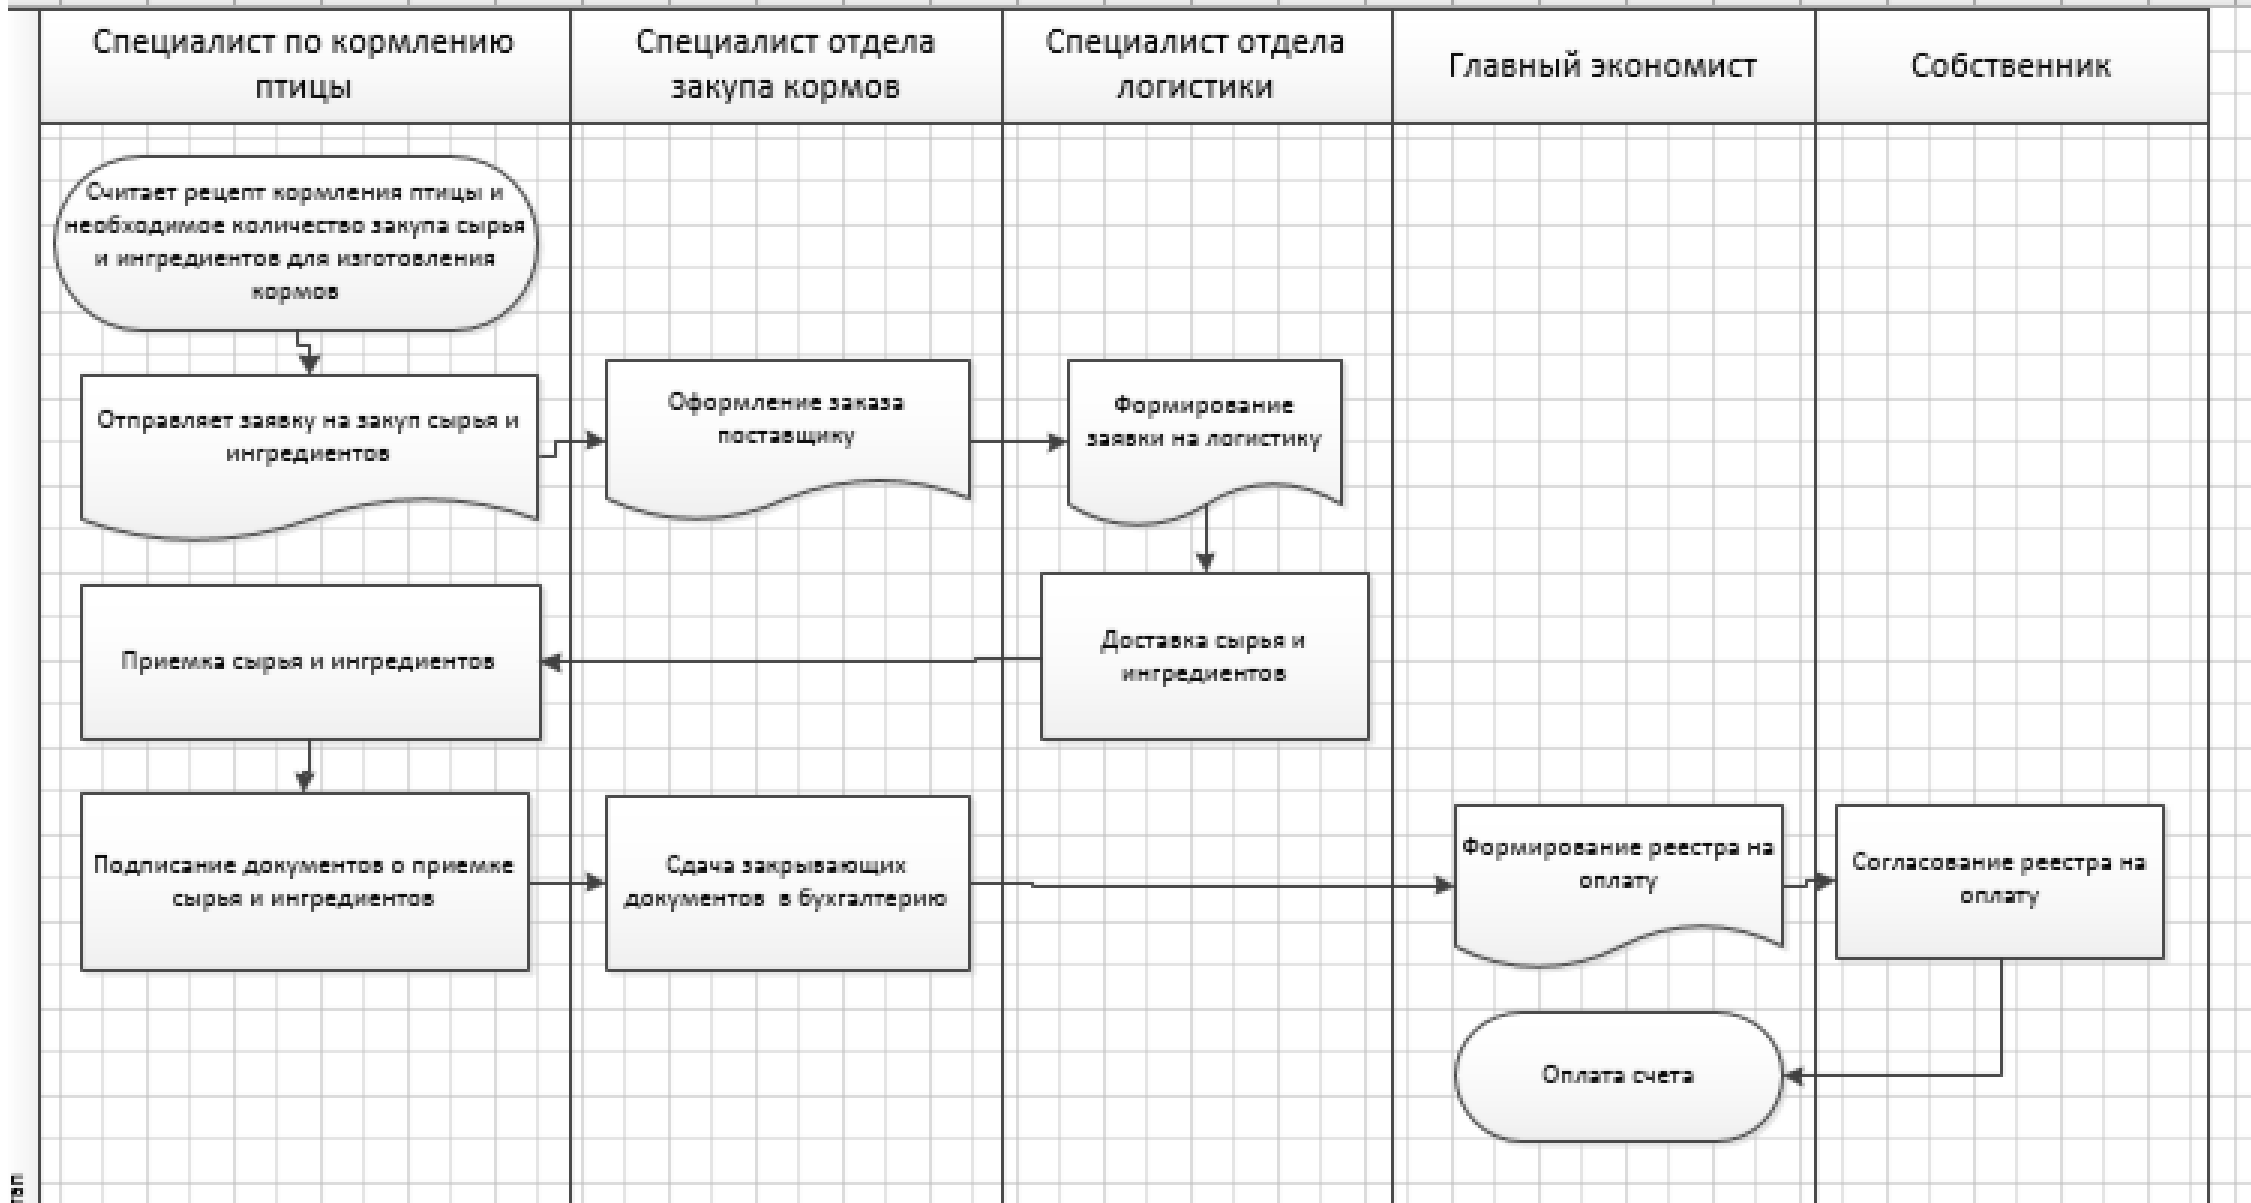 Специалист по кормлению
птицы
Специалист отдела
закупа кормов
Специалист отдела
логистики
Главный экономист
Собственник
Считает рецепт кормления птицы и
необходимое количество закупа сырья
и ингредиентов для изготовления
кормов
Отправляет заявку на закуп сырья и
ингредиентов
Оформление заказа
поставщику
Формирование
заявки на логистику
Приемка сырья и ингредиентов
Доставка сырья и
ингредиентов
Подписание документов о приемке
сырья и ингредиентов
Сдача закрывающих
документов в бухгалтерию
Формирование реестра на
оплату
Согласование реестра на
оплату
Оплата счета